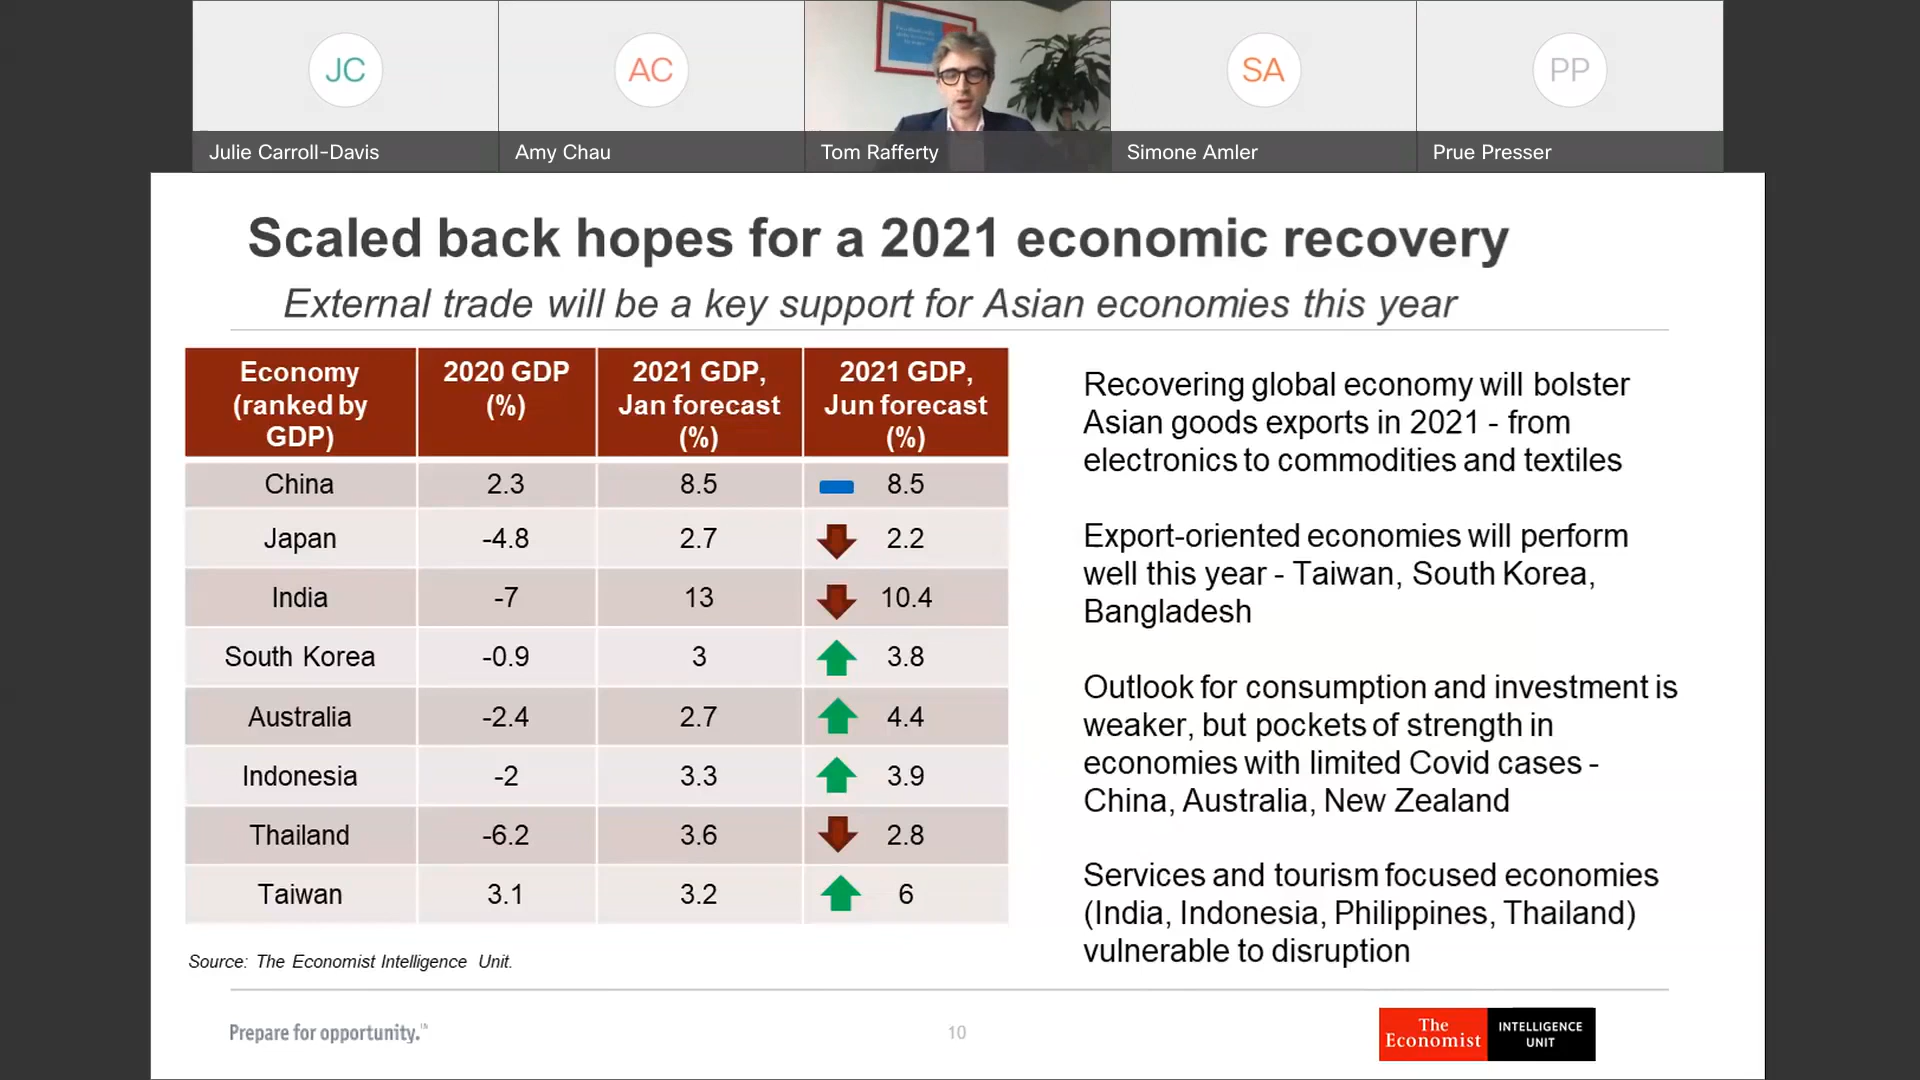 JC
AC
SA
PP
Julie Carroll-Davis
Amy Chau
Tom Rafferty
Simone Amler
Prue Presser
Scaled back hopes for a 2021 economic recovery
External trade will be a key support for Asian economies this year
Economy (ranked by GDP) 2020 GDP (%) 2021 GDP, Jan forecast (%) 2021 GDP, Jun forecast (%)
China 2.3 8.5 8.5
Japan -4.8 2.7 2.2
India -7 13 10.4
South Korea -0.9 3 3.8
Australia -2.4 2.7 4.4
Indonesia -2 3.3 3.9
Thailand -6.2 3.6 2.8
Taiwan 3.1 3.2 6
Source: The Economist Intelligence Unit.
Recovering global economy will bolster
Asian goods exports in 2021 - from
electronics to commodities and textiles
Export-oriented economies will perform
well this year - Taiwan, South Korea,
Bangladesh
Outlook for consumption and investment is
weaker, but pockets of strength in
economies with limited Covid cases -
China, Australia, New Zealand
Services and tourism focused economies
(India, Indonesia, Philippines, Thailand)
vulnerable to disruption
Prepare for opportunity.
10
The
Economist
INTELLIGENCE
UNIT